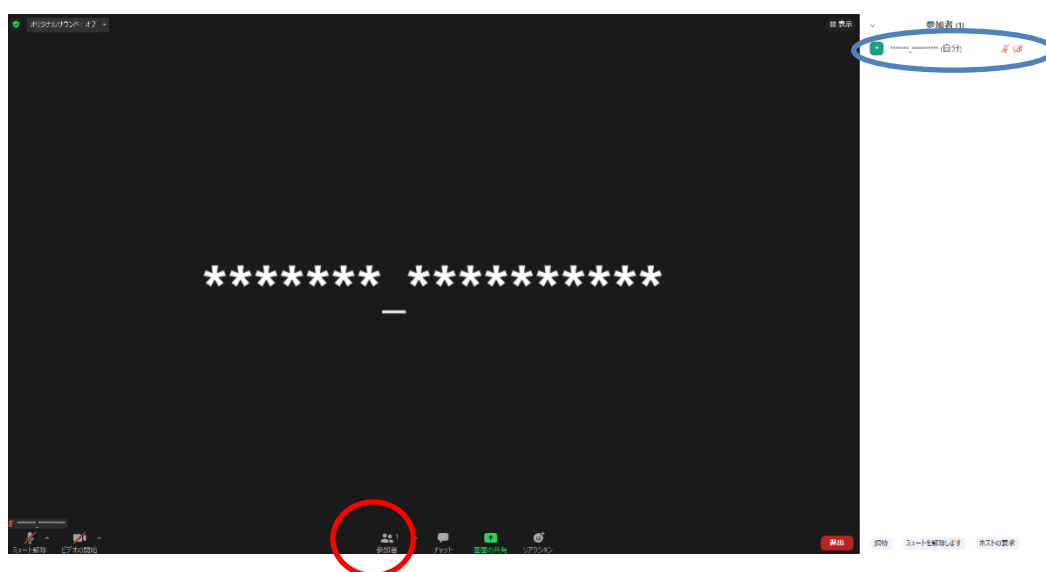 オリジナルサウンド：オフ
表示
参加者 (1)
*******_********** (自分)
*******_**********
*******_**********
ミュート解除
ビデオの開始
参加者
1
チャット
画面の共有
リアクション
退出
招待
ミュートを解除します
ホストの要求